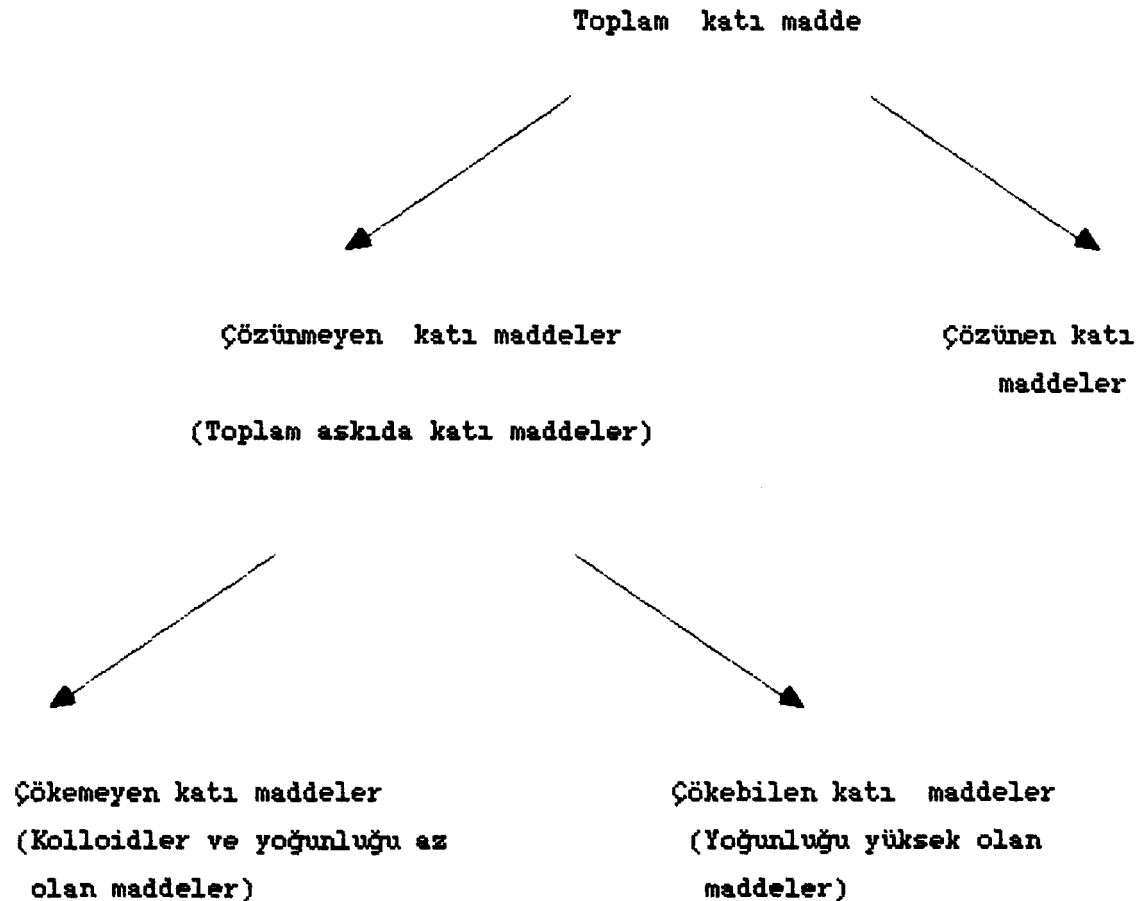 Toplam katı madde
Çözünmeyen katı maddeler
Çözünen katı
maddeler
(Toplam askıda katı maddeler)
Çökemeyen katı maddeler
(Kolloidler ve yoğunluğu az
olan maddeler)
Çökebilen katı maddeler
(Yoğunluğu yüksek olan
maddeler)